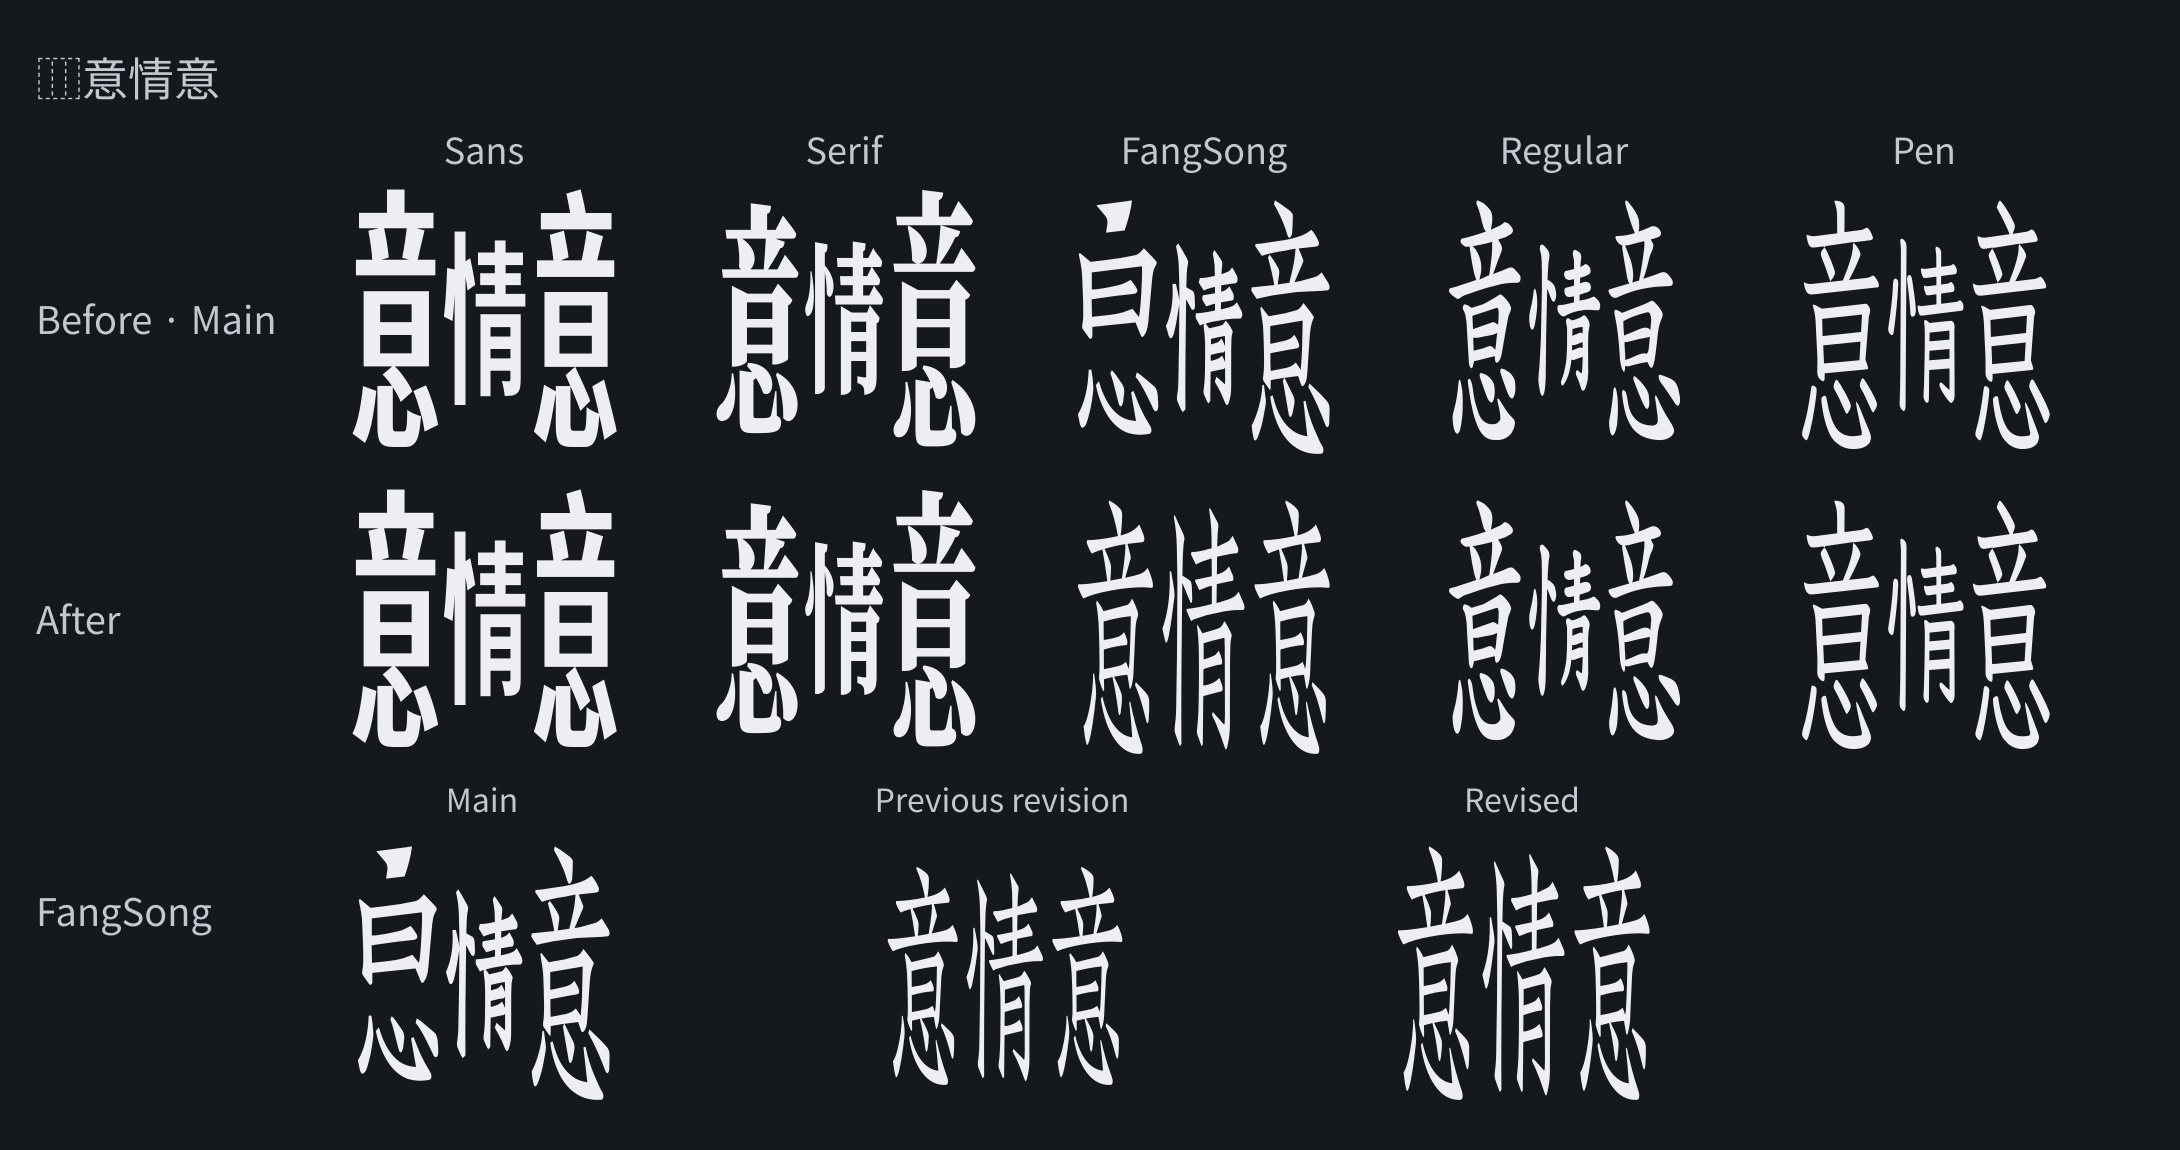 ⿲意情意
Sans Serif FangSong Regular Pen
Before · Main 意情意 意情意 意情意 意情意 意情意
After 意情意 意情意 意情意 意情意 意情意
Main Previous revision Revised
FangSong 意情意 意情意 意情意